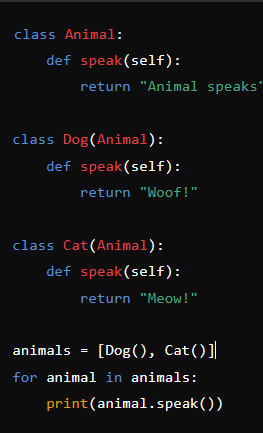 class Animal:
    def speak(self):
        return "Animal speaks"
class Dog(Animal):
    def speak(self):
        return "Woof!"
class Cat(Animal):
    def speak(self):
        return "Meow!"
animals = [Dog(), Cat()]
for animal in animals:
    print(animal.speak())